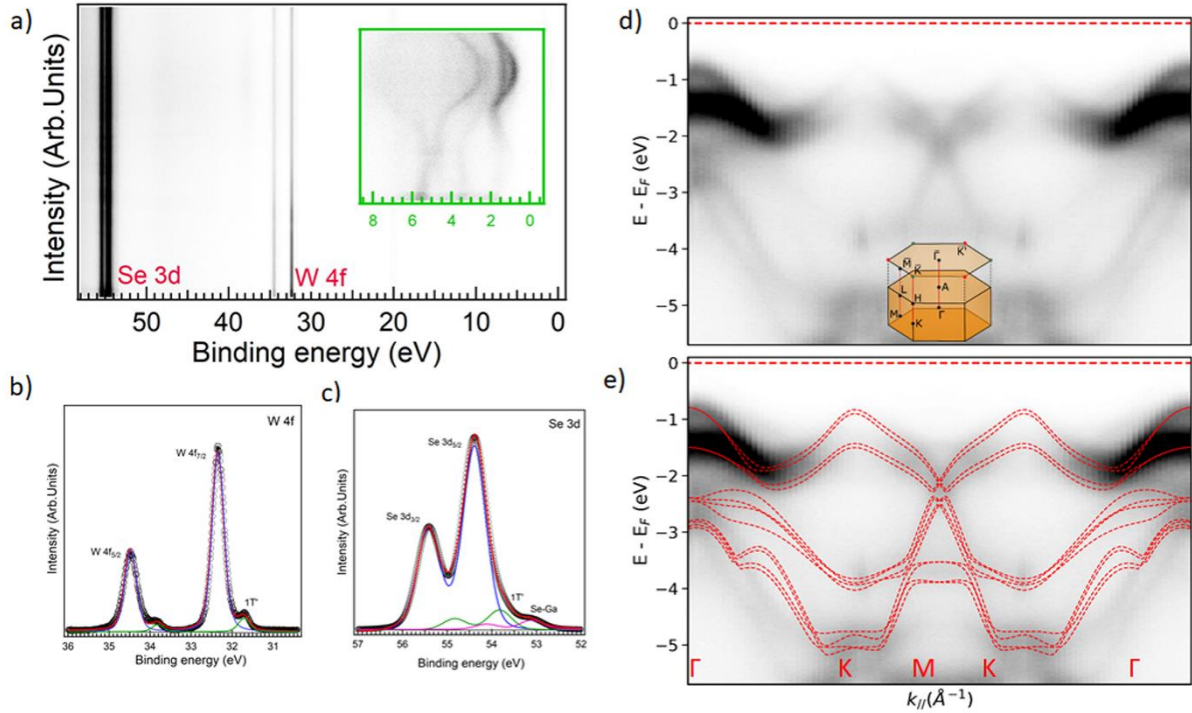 a)
Intensity (Arb.Units)
Se 3d
W 4f
8 6 4 2 0
50 40 30 20 10 0
Binding energy (eV)
b)
W 4f
W 4f7/2
W 4f5/2
1T'
Intensity (Arb.Units)
36 35 34 33 32 31
Binding energy (eV)
c)
Se 3d
Se 3d5/2
Se 3d3/2
1T'
Se-Ga
Intensity (Arb.Units)
57 56 55 54 53 52
Binding energy (eV)
d)
0
−1
−2
−3
−4
−5
E - EF (eV)
K̄'
Γ̄
M̄
K̄
L
A
H
M
Γ
K
e)
0
−1
−2
−3
−4
−5
E - EF (eV)
Γ K M K Γ
k//(Å⁻¹)